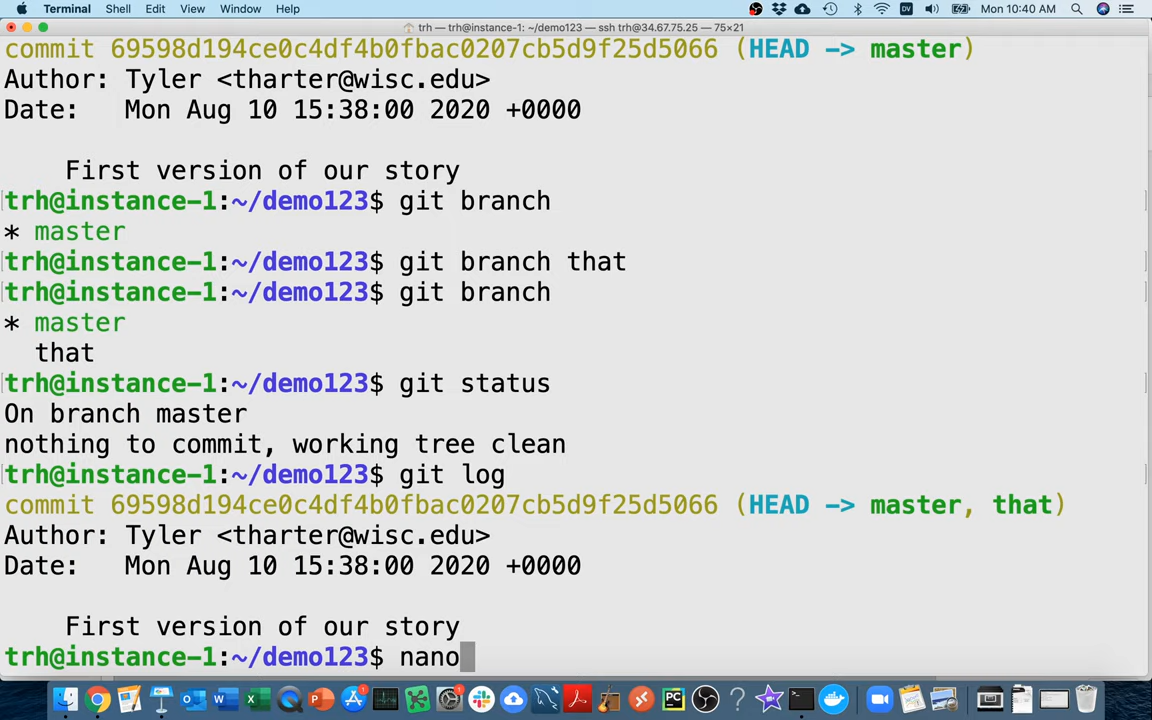 Terminal Shell Edit View Window Help DV Mon 10:40 AM
trh — trh@instance-1: ~/demo123 — ssh trh@34.67.75.25 — 75×21
commit 69598d194ce0c4df4b0fbac0207cb5d9f25d5066 (HEAD -> master)
Author: Tyler <tharter@wisc.edu>
Date:   Mon Aug 10 15:38:00 2020 +0000
    First version of our story
trh@instance-1:~/demo123$ git branch
* master
trh@instance-1:~/demo123$ git branch that
trh@instance-1:~/demo123$ git branch
* master
  that
trh@instance-1:~/demo123$ git status
On branch master
nothing to commit, working tree clean
trh@instance-1:~/demo123$ git log
commit 69598d194ce0c4df4b0fbac0207cb5d9f25d5066 (HEAD -> master, that)
Author: Tyler <tharter@wisc.edu>
Date:   Mon Aug 10 15:38:00 2020 +0000
    First version of our story
trh@instance-1:~/demo123$ nano